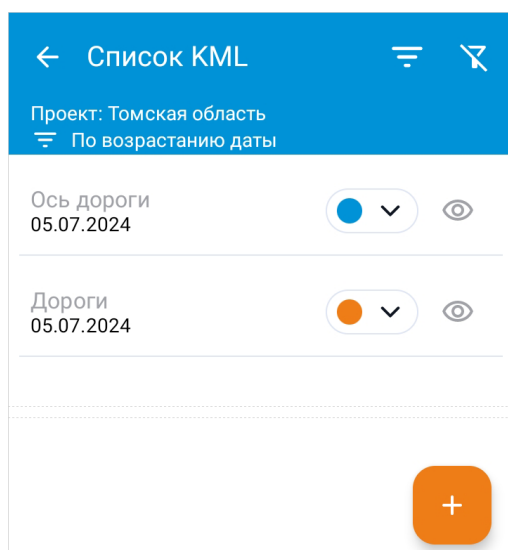 Список KML
Проект: Томская область
По возрастанию даты
Ось дороги
05.07.2024
Дороги
05.07.2024